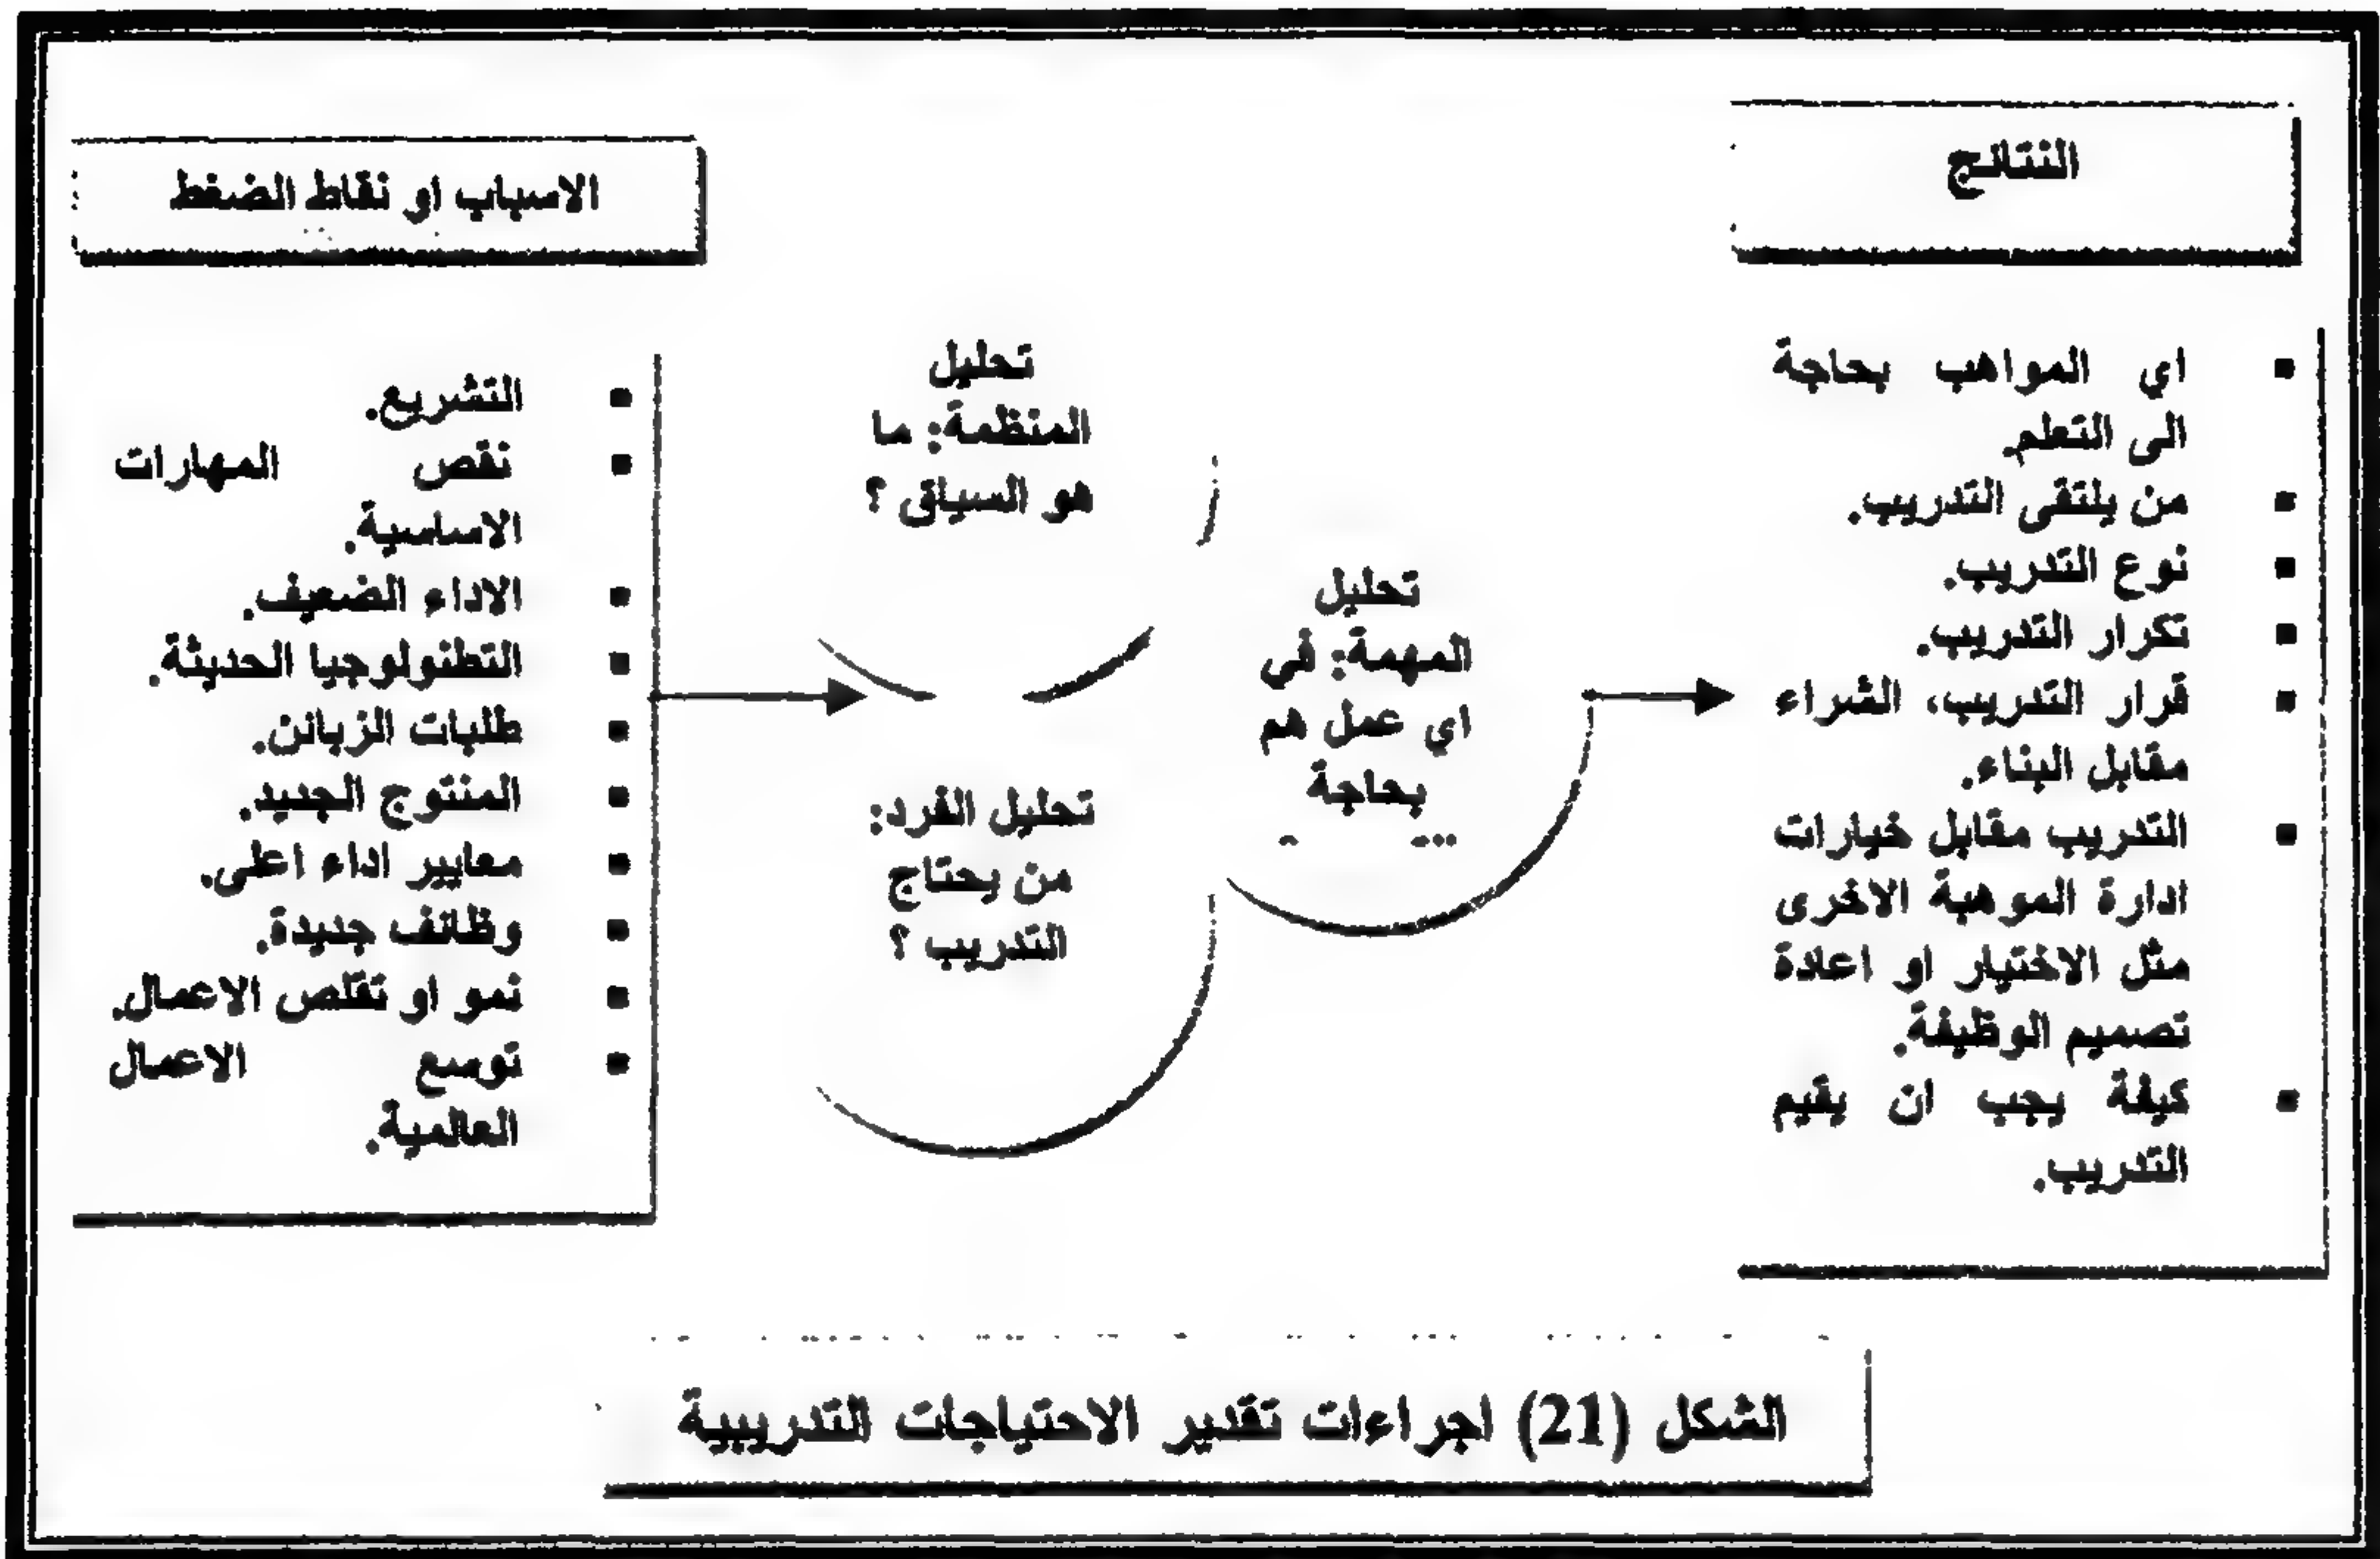 الاسباب او نقاط الضغط
التشريع.
نقص المهارات
الاساسية.
الاداء الضعيف.
التطنولوجيا الحديثة.
طلبات الزبائن.
المنتوج الجديد.
معايير اداء اعلى.
وظائف جديدة.
نمو او تقلص الاعمال.
توسع الاعمال
العالمية.
تحليل
المنظمة: ما
هو السياق ؟
تحليل الفرد:
من يحتاج
التدريب ؟
تحليل
المهمة: في
اي عمل هم
بحاجة
النتائج
اي المواهب بحاجة
الى التعلم.
من يلتقى التدريب.
نوع التدريب.
تكرار التدريب.
قرار التدريب، الشراء
مقابل البناء.
التدريب مقابل خيارات
ادارة الموهبة الاخرى
مثل الاختيار او اعادة
تصميم الوظيفة.
كيفة يجب ان يقيم
التدريب.
الشكل (21) اجراءات تقدير الاحتياجات التدريبية